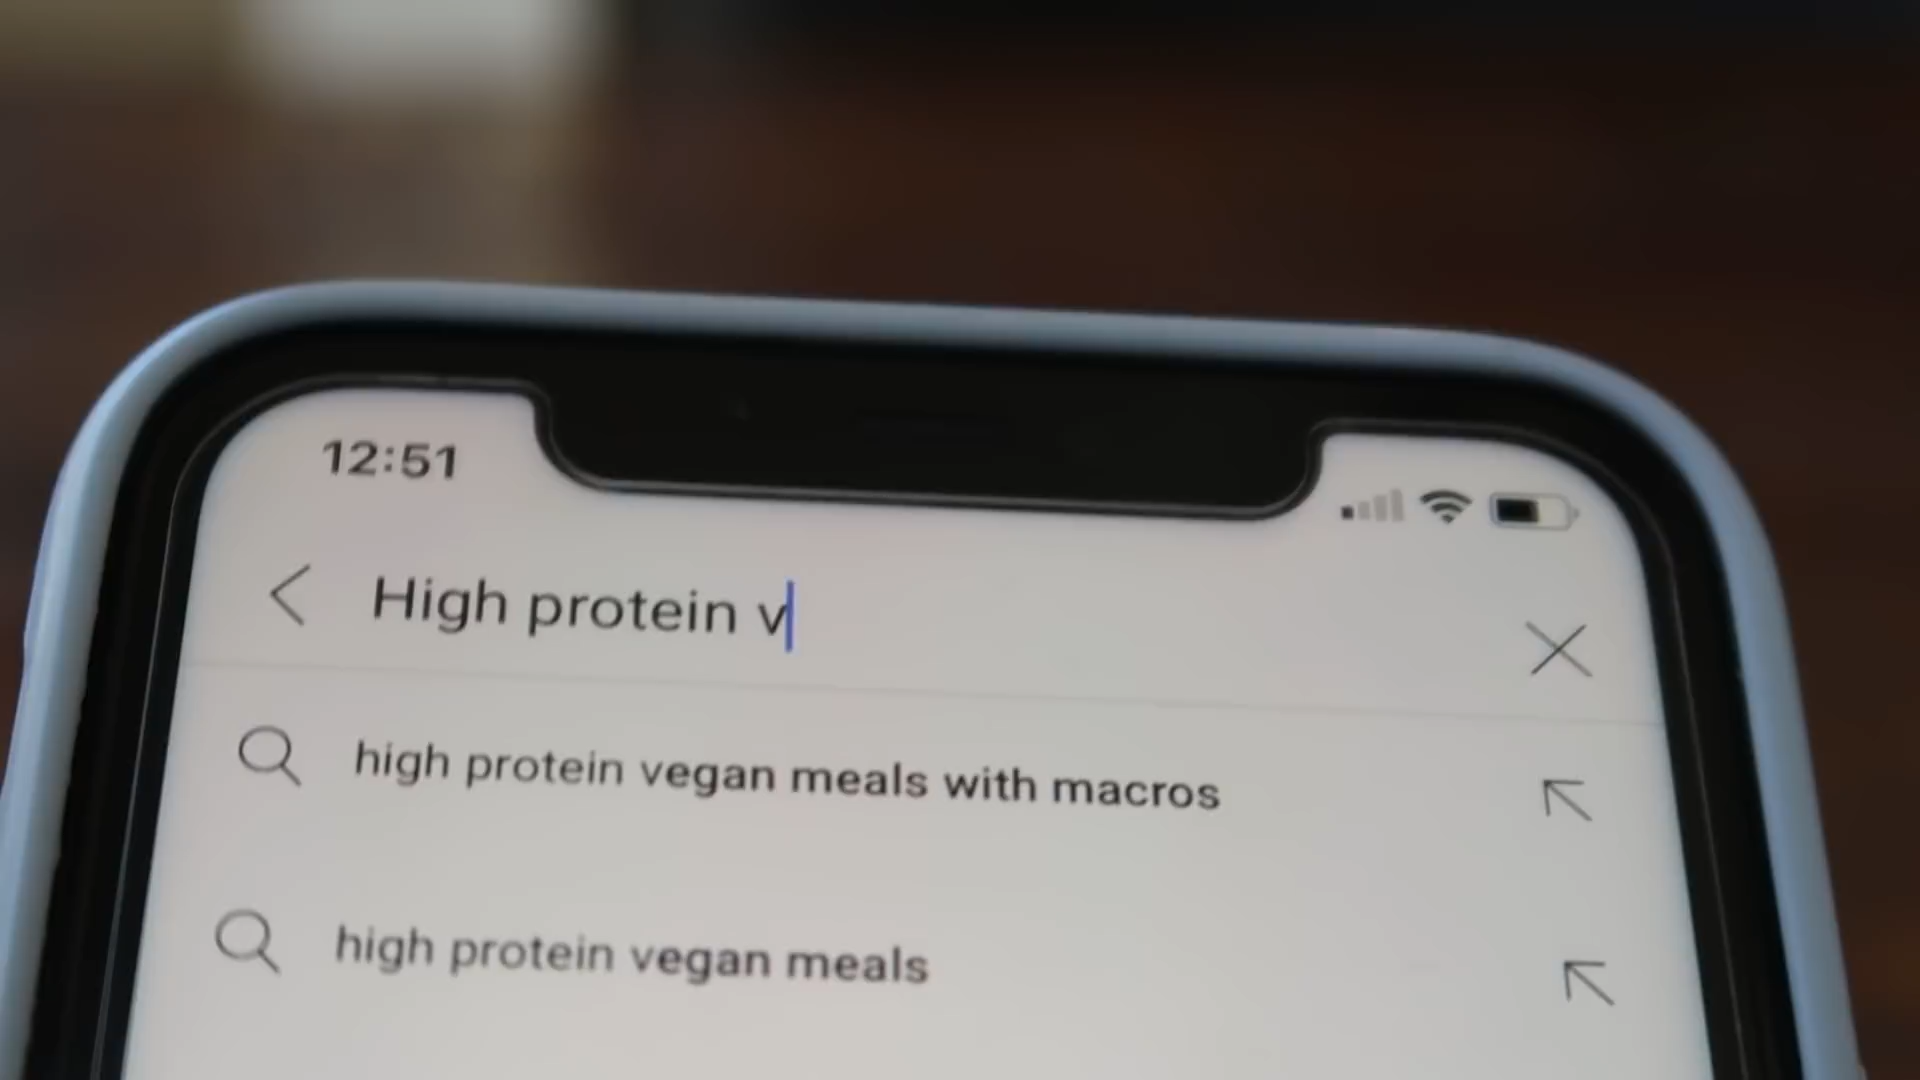 12:51
High protein v
high protein vegan meals with macros
high protein vegan meals